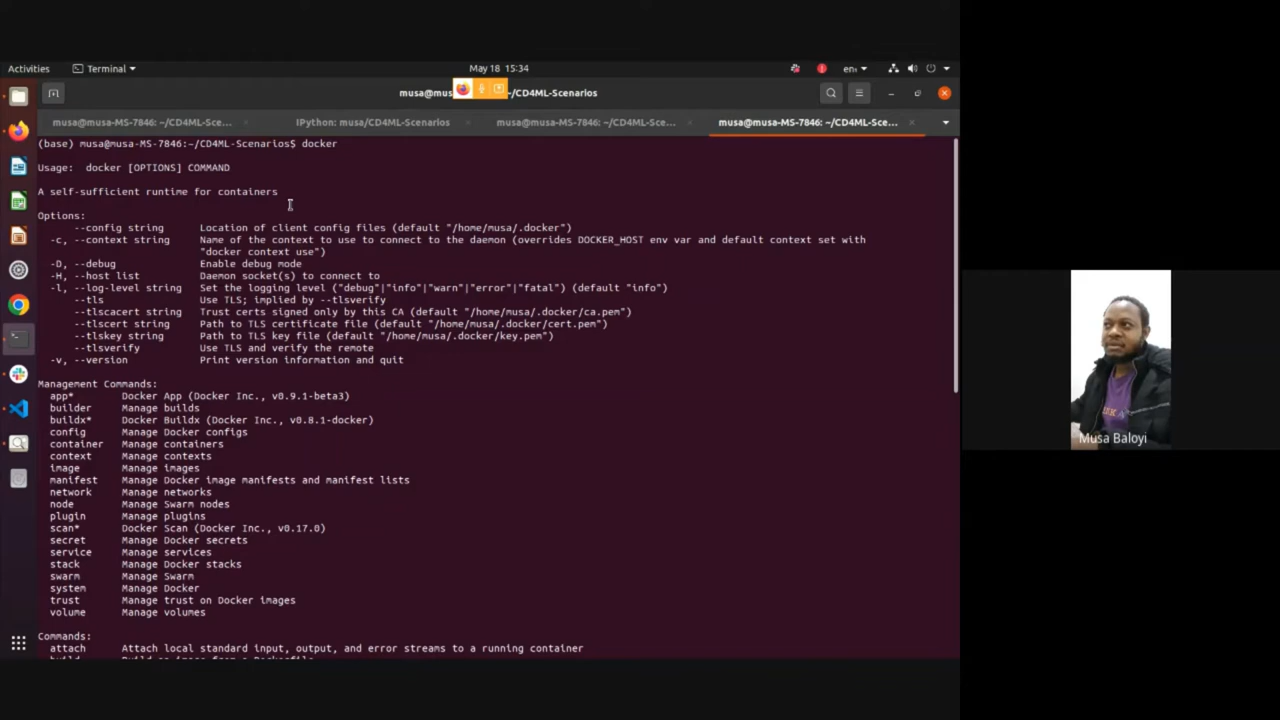 Activities
Terminal
May 18 15:34
en
musa@mus
~/CD4ML-Scenarios
musa@musa-MS-7846: ~/CD4ML-Sce...
IPython: musa/CD4ML-Scenarios
musa@musa-MS-7846: ~/CD4ML-Sce...
musa@musa-MS-7846: ~/CD4ML-Sce...
(base) musa@musa-MS-7846:~/CD4ML-Scenarios$ docker
Usage:  docker [OPTIONS] COMMAND
A self-sufficient runtime for containers
Options:
--config string      Location of client config files (default "/home/musa/.docker")
-c, --context string     Name of the context to use to connect to the daemon (overrides DOCKER_HOST env var and default context set with
"docker context use")
-D, --debug              Enable debug mode
-H, --host list          Daemon socket(s) to connect to
-l, --log-level string   Set the logging level ("debug"|"info"|"warn"|"error"|"fatal") (default "info")
--tls                Use TLS; implied by --tlsverify
--tlscacert string   Trust certs signed only by this CA (default "/home/musa/.docker/ca.pem")
--tlscert string     Path to TLS certificate file (default "/home/musa/.docker/cert.pem")
--tlskey string      Path to TLS key file (default "/home/musa/.docker/key.pem")
--tlsverify          Use TLS and verify the remote
-v, --version            Print version information and quit
Management Commands:
app*        Docker App (Docker Inc., v0.9.1-beta3)
builder     Manage builds
buildx*     Docker Buildx (Docker Inc., v0.8.1-docker)
config      Manage Docker configs
container   Manage containers
context     Manage contexts
image       Manage images
manifest    Manage Docker image manifests and manifest lists
network     Manage networks
node        Manage Swarm nodes
plugin      Manage plugins
scan*       Docker Scan (Docker Inc., v0.17.0)
secret      Manage Docker secrets
service     Manage services
stack       Manage Docker stacks
swarm       Manage Swarm
system      Manage Docker
trust       Manage trust on Docker images
volume      Manage volumes
Commands:
attach      Attach local standard input, output, and error streams to a running container
build       Build an image from a Dockerfile
Musa Baloyi